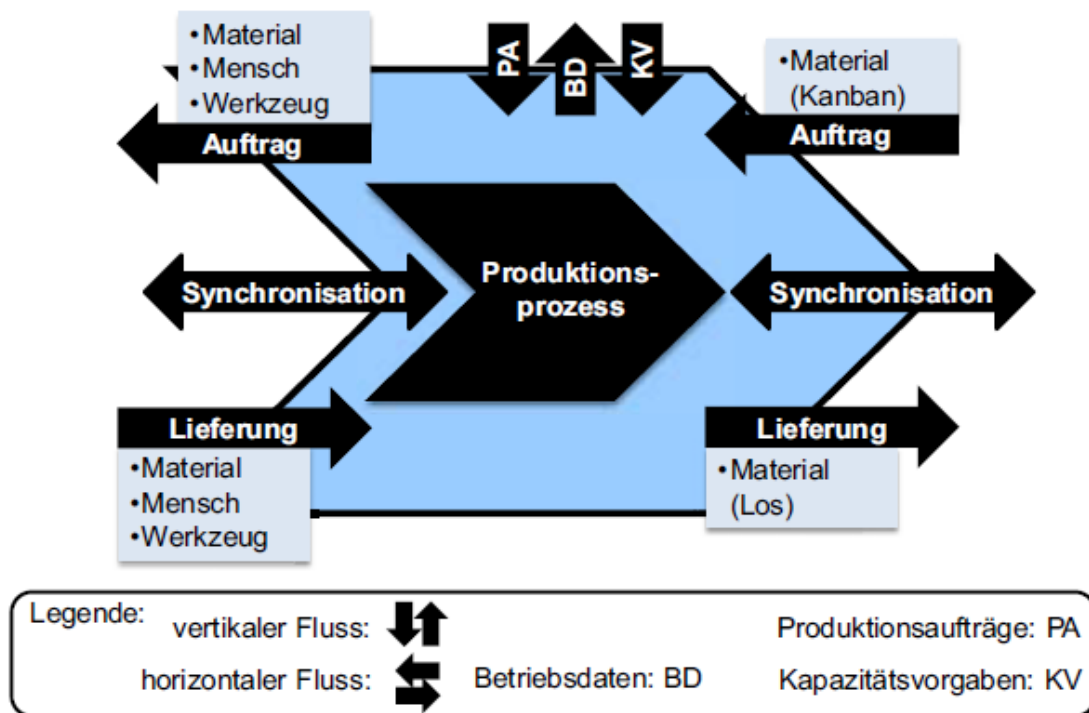 •Material
•Mensch
•Werkzeug
Auftrag
PA
BD
KV
•Material
(Kanban)
Auftrag
Synchronisation
Produktions-
prozess
Synchronisation
Lieferung
•Material
•Mensch
•Werkzeug
Lieferung
•Material
(Los)
Legende:
vertikaler Fluss:
Produktionsaufträge: PA
horizontaler Fluss:
Betriebsdaten: BD
Kapazitätsvorgaben: KV